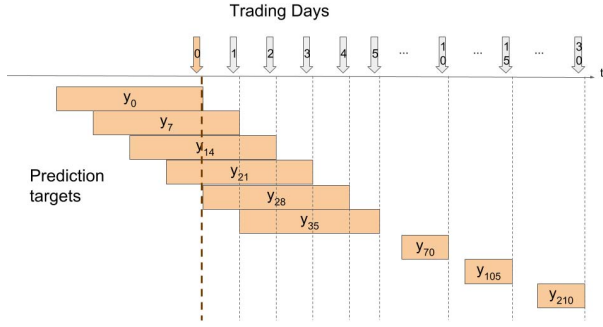 Trading Days
0 1 2 3 4 5 ... 10 ... 15 ... 30
t
y0
y7
y14
y21
Prediction
targets
y28
y35
y70
y105
y210